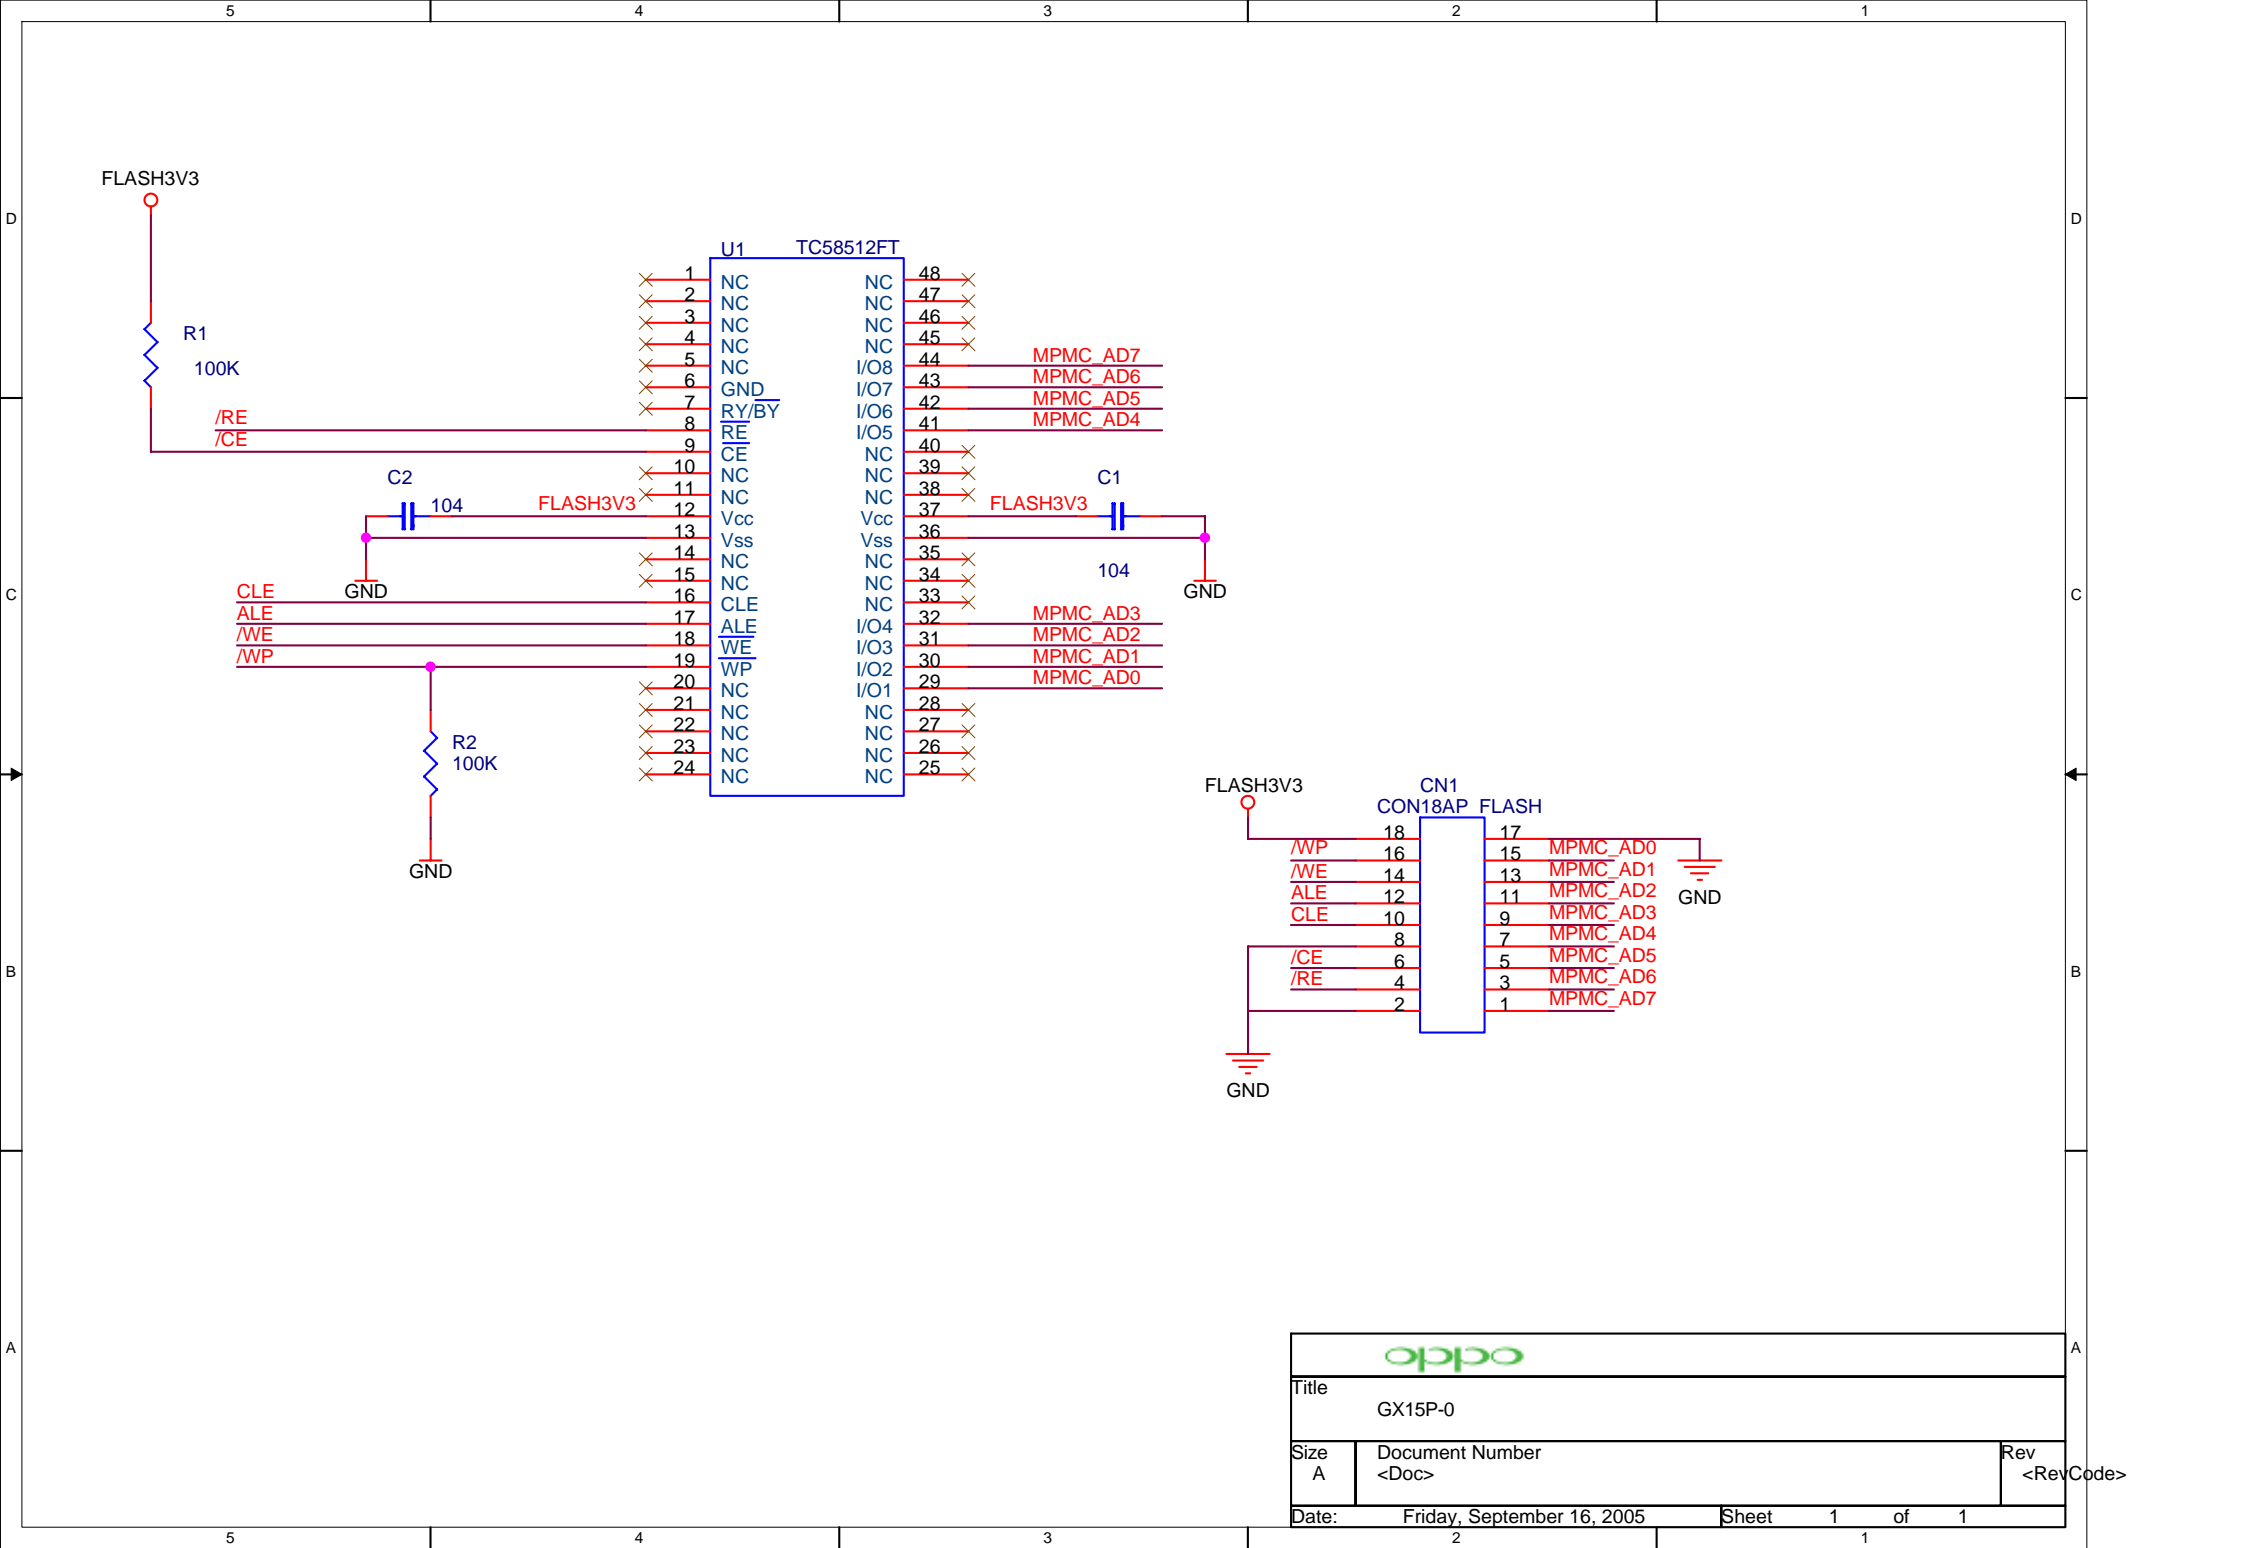 5 4 3 2 1
D D
C C
B B
A A
FLASH3V3
R1
100K
/RE
/CE
C2
104
FLASH3V3
GND
CLE
ALE
/WE
/WP
R2
100K
GND
U1 TC58512FT
1 NC NC 48
2 NC NC 47
3 NC NC 46
4 NC NC 45
5 NC I/O8 44 MPMC_AD7
6 GND I/O7 43 MPMC_AD6
7 RY/BY I/O6 42 MPMC_AD5
8 RE I/O5 41 MPMC_AD4
9 CE NC 40
10 NC NC 39
11 NC NC 38
12 Vcc Vcc 37
13 Vss Vss 36
14 NC NC 35
15 NC NC 34
16 CLE NC 33
17 ALE I/O4 32 MPMC_AD3
18 WE I/O3 31 MPMC_AD2
19 WP I/O2 30 MPMC_AD1
20 NC I/O1 29 MPMC_AD0
21 NC NC 28
22 NC NC 27
23 NC NC 26
24 NC NC 25
C1
FLASH3V3
104
GND
FLASH3V3
CN1
CON18AP FLASH
18 17
/WP 16 15 MPMC_AD0
/WE 14 13 MPMC_AD1
ALE 12 11 MPMC_AD2
CLE 10 9 MPMC_AD3
8 7 MPMC_AD4
/CE 6 5 MPMC_AD5
/RE 4 3 MPMC_AD6
2 1 MPMC_AD7
GND
GND
oppo
Title
GX15P-0
Size Document Number Rev
A <Doc> <RevCode>
Date: Friday, September 16, 2005 Sheet 1 of 1
5 4 3 2 1